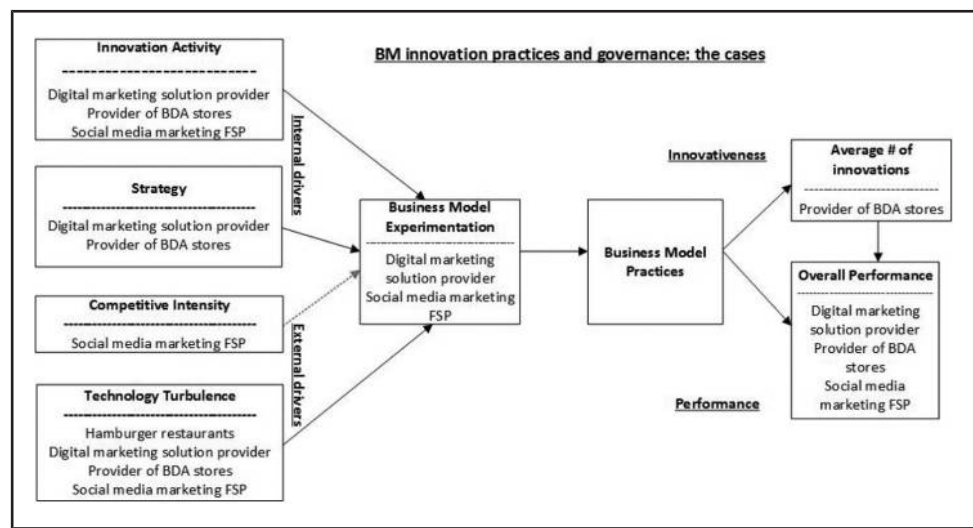 BM innovation practices and governance: the cases
Innovation Activity
Digital marketing solution provider
Provider of BDA stores
Social media marketing FSP
Strategy
Digital marketing solution provider
Provider of BDA stores
Competitive Intensity
Social media marketing FSP
Technology Turbulence
Hamburger restaurants
Digital marketing solution provider
Provider of BDA stores
Social media marketing FSP
Internal drivers
External drivers
Business Model
Experimentation
Digital marketing
solution provider
Social media marketing
FSP
Business Model
Practices
Innovativeness
Performance
Average # of
innovations
Provider of BDA stores
Overall Performance
Digital marketing
solution provider
Provider of BDA
stores
Social media
marketing FSP